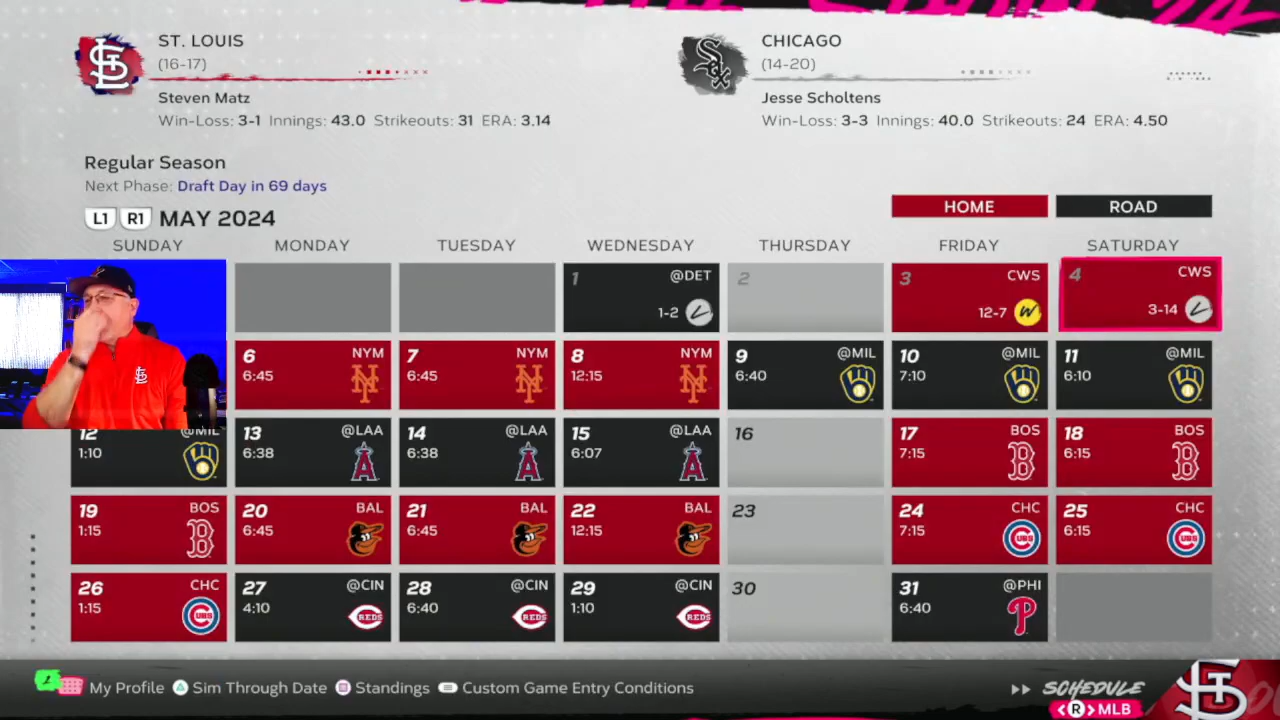 ST. LOUIS
(16-17)
Steven Matz
Win-Loss: 3-1 Innings: 43.0 Strikeouts: 31 ERA: 3.14
CHICAGO
(14-20)
Jesse Scholtens
Win-Loss: 3-3 Innings: 40.0 Strikeouts: 24 ERA: 4.50
Regular Season
Next Phase: Draft Day in 69 days
L1 R1 MAY 2024
HOME ROAD
SUNDAY MONDAY TUESDAY WEDNESDAY THURSDAY FRIDAY SATURDAY
1 @DET 2 3 CWS 4 CWS
1-2 L 12-7 W 3-14 L
6 NYM 7 NYM 8 NYM 9 @MIL 10 @MIL 11 @MIL
6:45 6:45 12:15 6:40 7:10 6:10
12 @MIL 13 @LAA 14 @LAA 15 @LAA 16 17 BOS 18 BOS
1:10 6:38 6:38 6:07 7:15 6:15
19 BOS 20 BAL 21 BAL 22 BAL 23 24 CHC 25 CHC
1:15 6:45 6:45 12:15 7:15 6:15
26 CHC 27 @CIN 28 @CIN 29 @CIN 30 31 @PHI
1:15 4:10 6:40 1:10 6:40
My Profile Sim Through Date Standings Custom Game Entry Conditions
SCHEDULE
R MLB